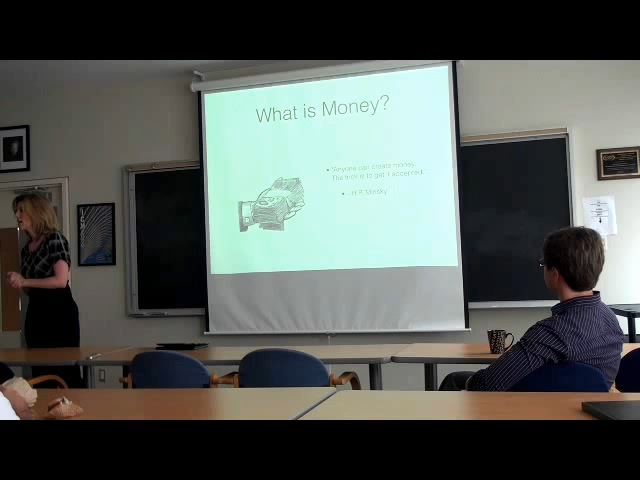 What is Money?
• "Anyone can create money.
The trick is to get it accepted."
• - H.P. Minsky